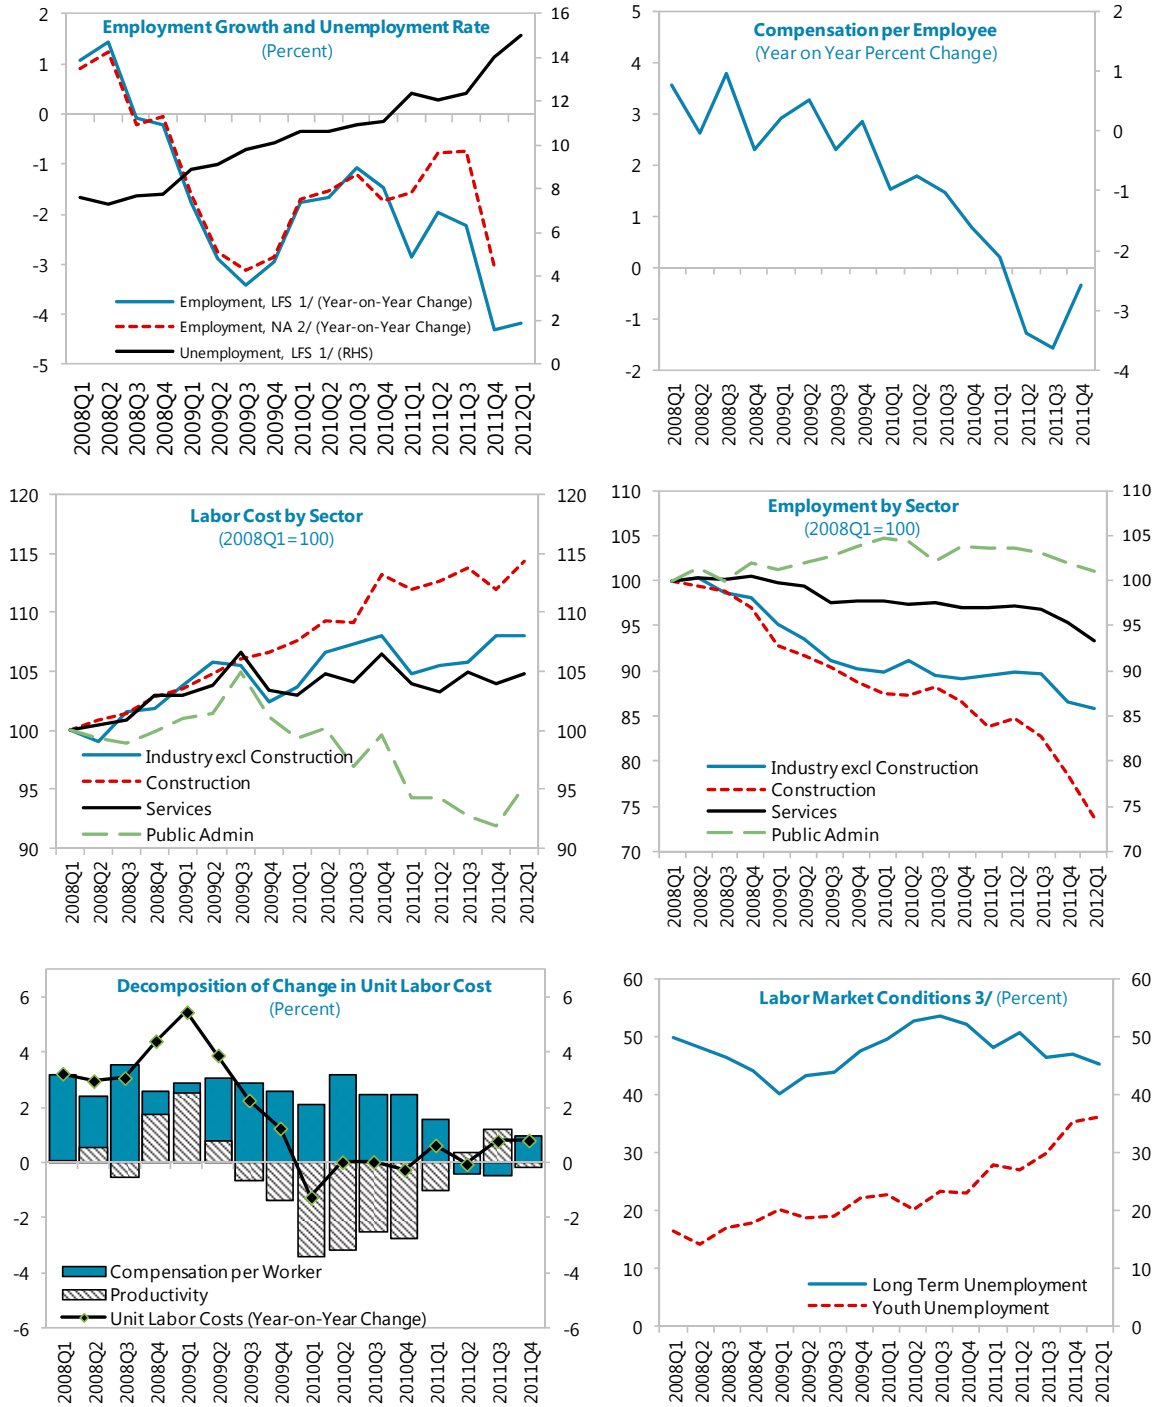 Employment Growth and Unemployment Rate
(Percent)
2
1
0
-1
-2
-3
-4
-5
16
14
12
10
8
6
4
2
0
Employment, LFS 1/ (Year-on-Year Change)
Employment, NA 2/ (Year-on-Year Change)
Unemployment, LFS 1/ (RHS)
2008Q1
2008Q2
2008Q3
2008Q4
2009Q1
2009Q2
2009Q3
2009Q4
2010Q1
2010Q2
2010Q3
2010Q4
2011Q1
2011Q2
2011Q3
2011Q4
2012Q1
Compensation per Employee
(Year on Year Percent Change)
5
4
3
2
1
0
-1
-2
2
1
0
-1
-2
-3
-4
2008Q1
2008Q2
2008Q3
2008Q4
2009Q1
2009Q2
2009Q3
2009Q4
2010Q1
2010Q2
2010Q3
2010Q4
2011Q1
2011Q2
2011Q3
2011Q4
Labor Cost by Sector
(2008Q1=100)
120
115
110
105
100
95
90
120
115
110
105
100
95
90
Industry excl Construction
Construction
Services
Public Admin
2008Q1
2008Q2
2008Q3
2008Q4
2009Q1
2009Q2
2009Q3
2009Q4
2010Q1
2010Q2
2010Q3
2010Q4
2011Q1
2011Q2
2011Q3
2011Q4
2012Q1
Employment by Sector
(2008Q1=100)
110
105
100
95
90
85
80
75
70
110
105
100
95
90
85
80
75
70
Industry excl Construction
Construction
Services
Public Admin
2008Q1
2008Q2
2008Q3
2008Q4
2009Q1
2009Q2
2009Q3
2009Q4
2010Q1
2010Q2
2010Q3
2010Q4
2011Q1
2011Q2
2011Q3
2011Q4
2012Q1
Decomposition of Change in Unit Labor Cost
(Percent)
6
4
2
0
-2
-4
-6
6
4
2
0
-2
-4
-6
Compensation per Worker
Productivity
Unit Labor Costs (Year-on-Year Change)
2008Q1
2008Q2
2008Q3
2008Q4
2009Q1
2009Q2
2009Q3
2009Q4
2010Q1
2010Q2
2010Q3
2010Q4
2011Q1
2011Q2
2011Q3
2011Q4
Labor Market Conditions 3/ (Percent)
60
50
40
30
20
10
0
60
50
40
30
20
10
0
Long Term Unemployment
Youth Unemployment
2008Q1
2008Q2
2008Q3
2008Q4
2009Q1
2009Q2
2009Q3
2009Q4
2010Q1
2010Q2
2010Q3
2010Q4
2011Q1
2011Q2
2011Q3
2011Q4
2012Q1